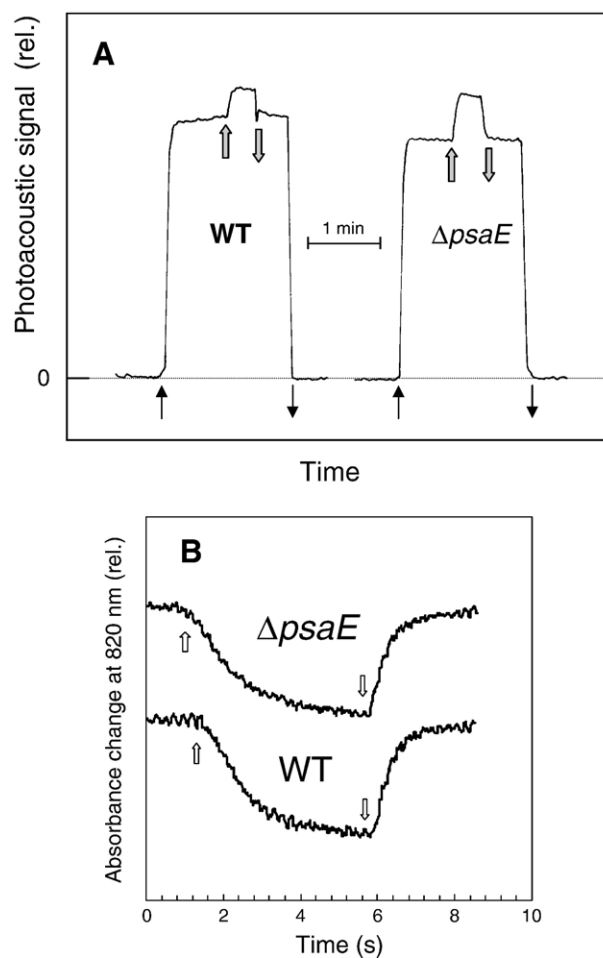 A
Photoacoustic signal (rel.)
WT
1 min
ΔpsaE
0
Time
B
Absorbance change at 820 nm (rel.)
ΔpsaE
WT
0 2 4 6 8 10
Time (s)